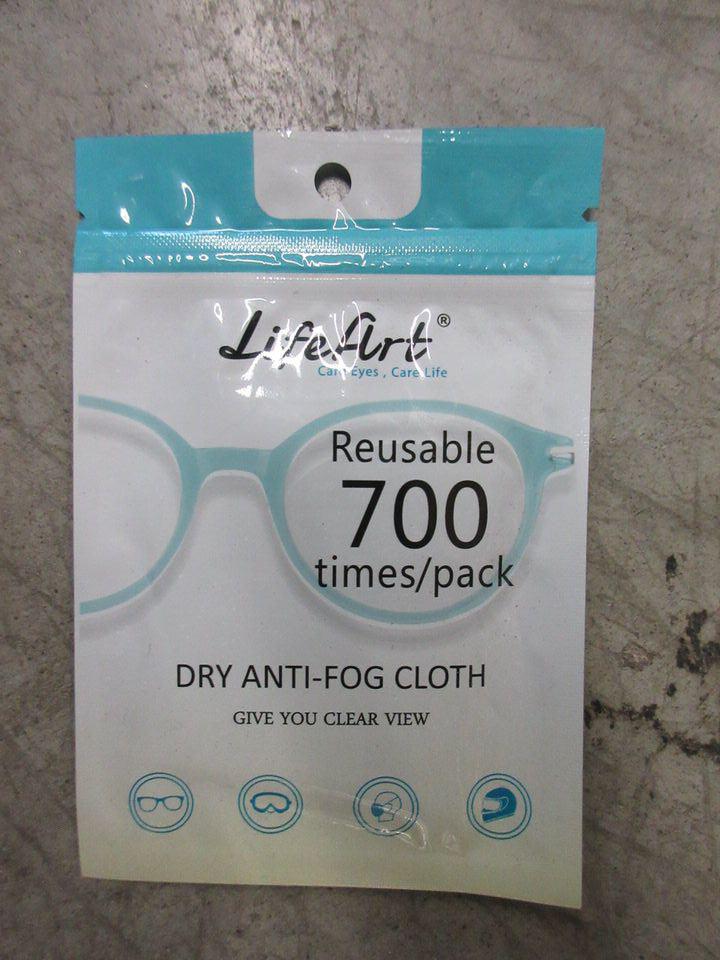 LifeArt®
Care Eyes , Care Life
Reusable
700
times/pack
DRY ANTI-FOG CLOTH
GIVE YOU CLEAR VIEW